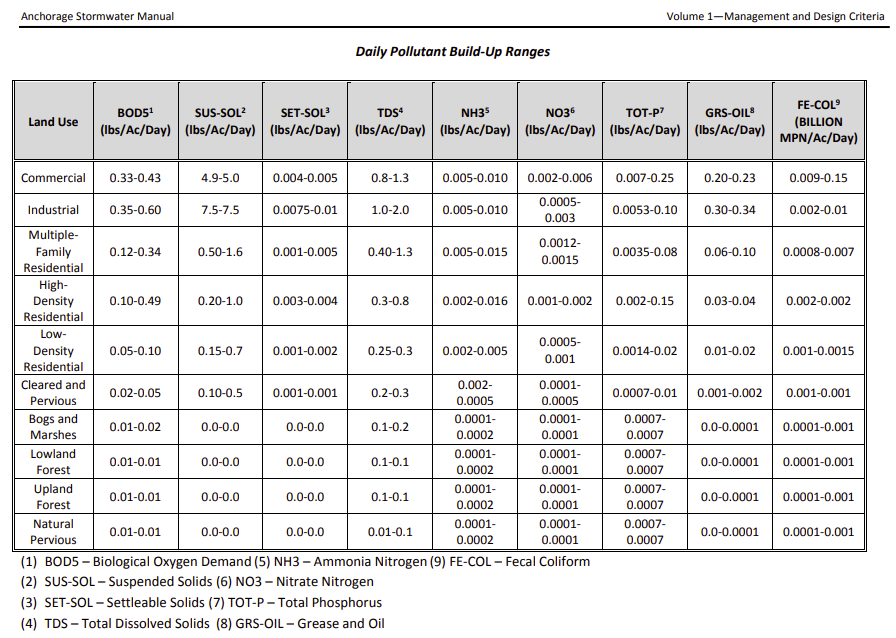 Anchorage Stormwater Manual Volume 1—Management and Design Criteria
Daily Pollutant Build-Up Ranges
Land Use BOD5¹ (lbs/Ac/Day) SUS-SOL² (lbs/Ac/Day) SET-SOL³ (lbs/Ac/Day) TDS⁴ (lbs/Ac/Day) NH3⁵ (lbs/Ac/Day) NO3⁶ (lbs/Ac/Day) TOT-P⁷ (lbs/Ac/Day) GRS-OIL⁸ (lbs/Ac/Day) FE-COL⁹ (BILLION MPN/Ac/Day)
Commercial 0.33-0.43 4.9-5.0 0.004-0.005 0.8-1.3 0.005-0.010 0.002-0.006 0.007-0.25 0.20-0.23 0.009-0.15
Industrial 0.35-0.60 7.5-7.5 0.0075-0.01 1.0-2.0 0.005-0.010 0.0005-0.003 0.0053-0.10 0.30-0.34 0.002-0.01
Multiple-Family Residential 0.12-0.34 0.50-1.6 0.001-0.005 0.40-1.3 0.005-0.015 0.0012-0.0015 0.0035-0.08 0.06-0.10 0.0008-0.007
High-Density Residential 0.10-0.49 0.20-1.0 0.003-0.004 0.3-0.8 0.002-0.016 0.001-0.002 0.002-0.15 0.03-0.04 0.002-0.002
Low-Density Residential 0.05-0.10 0.15-0.7 0.001-0.002 0.25-0.3 0.002-0.005 0.0005-0.001 0.0014-0.02 0.01-0.02 0.001-0.0015
Cleared and Pervious 0.02-0.05 0.10-0.5 0.001-0.001 0.2-0.3 0.002-0.0005 0.0001-0.0005 0.0007-0.01 0.001-0.002 0.001-0.001
Bogs and Marshes 0.01-0.02 0.0-0.0 0.0-0.0 0.1-0.2 0.0001-0.0002 0.0001-0.0001 0.0007-0.0007 0.0-0.0001 0.0001-0.001
Lowland Forest 0.01-0.01 0.0-0.0 0.0-0.0 0.1-0.1 0.0001-0.0002 0.0001-0.0001 0.0007-0.0007 0.0-0.0001 0.0001-0.001
Upland Forest 0.01-0.01 0.0-0.0 0.0-0.0 0.1-0.1 0.0001-0.0002 0.0001-0.0001 0.0007-0.0007 0.0-0.0001 0.0001-0.001
Natural Pervious 0.01-0.01 0.0-0.0 0.0-0.0 0.01-0.1 0.0001-0.0002 0.0001-0.0001 0.0007-0.0007 0.0-0.0001 0.0001-0.001
(1) BOD5 – Biological Oxygen Demand (5) NH3 – Ammonia Nitrogen (9) FE-COL – Fecal Coliform
(2) SUS-SOL – Suspended Solids (6) NO3 – Nitrate Nitrogen
(3) SET-SOL – Settleable Solids (7) TOT-P – Total Phosphorus
(4) TDS – Total Dissolved Solids (8) GRS-OIL – Grease and Oil